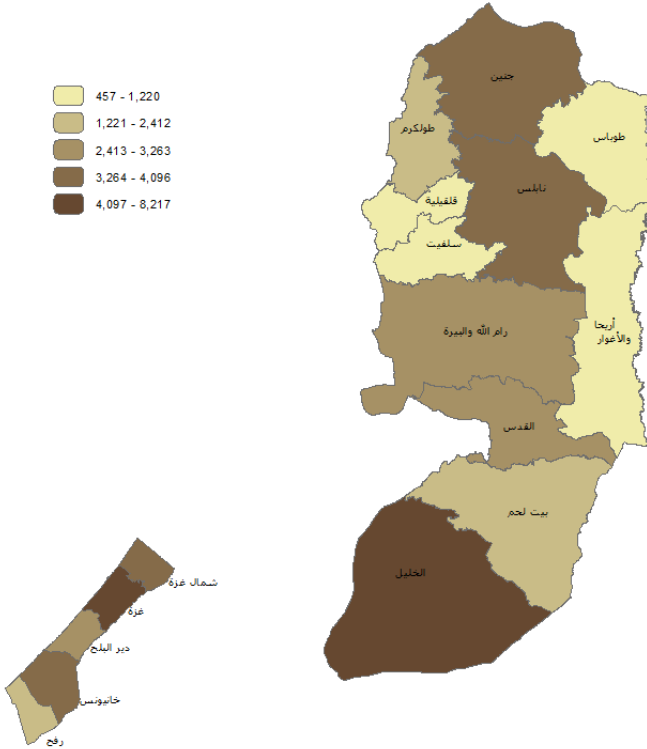 457 - 1,220
1,221 - 2,412
2,413 - 3,263
3,264 - 4,096
4,097 - 8,217
جنين
طولكرم
طوباس
نابلس
قلقيلية
سلفيت
أريحا
والأغوار
رام الله والبيرة
القدس
بيت لحم
الخليل
شمال غزة
غزة
دير البلح
خانيونس
رفح